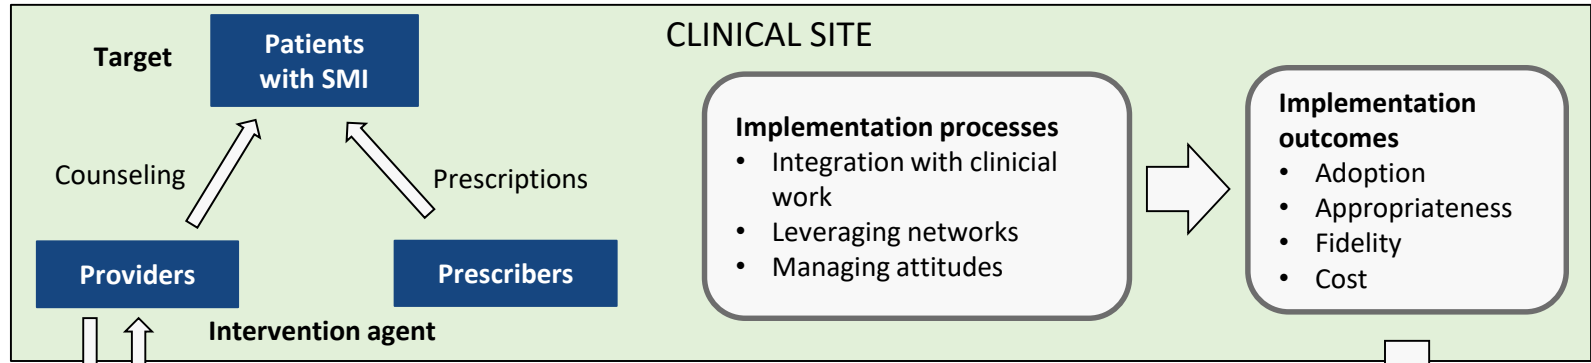 CLINICAL SITE
Target
Patients
with SMI
Counseling
Prescriptions
Providers
Prescribers
Intervention agent
Implementation processes
• Integration with clinicial
work
• Leveraging networks
• Managing attitudes
Implementation
outcomes
• Adoption
• Appropriateness
• Fidelity
• Cost